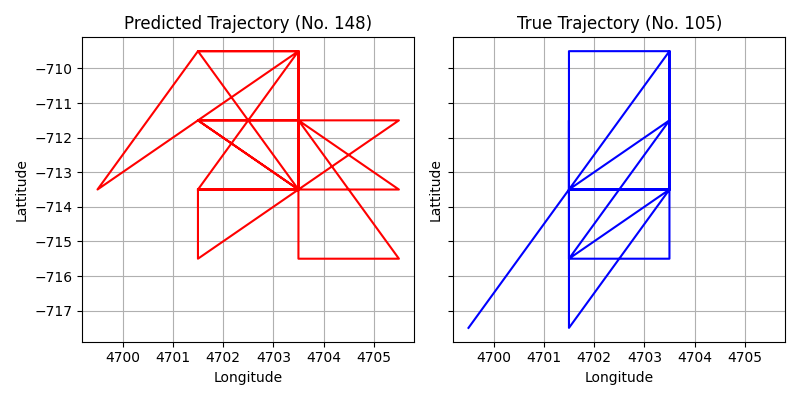 Predicted Trajectory (No. 148)
Lattitude
−710
−711
−712
−713
−714
−715
−716
−717
4700 4701 4702 4703 4704 4705
Longitude
True Trajectory (No. 105)
Lattitude
4700 4701 4702 4703 4704 4705
Longitude